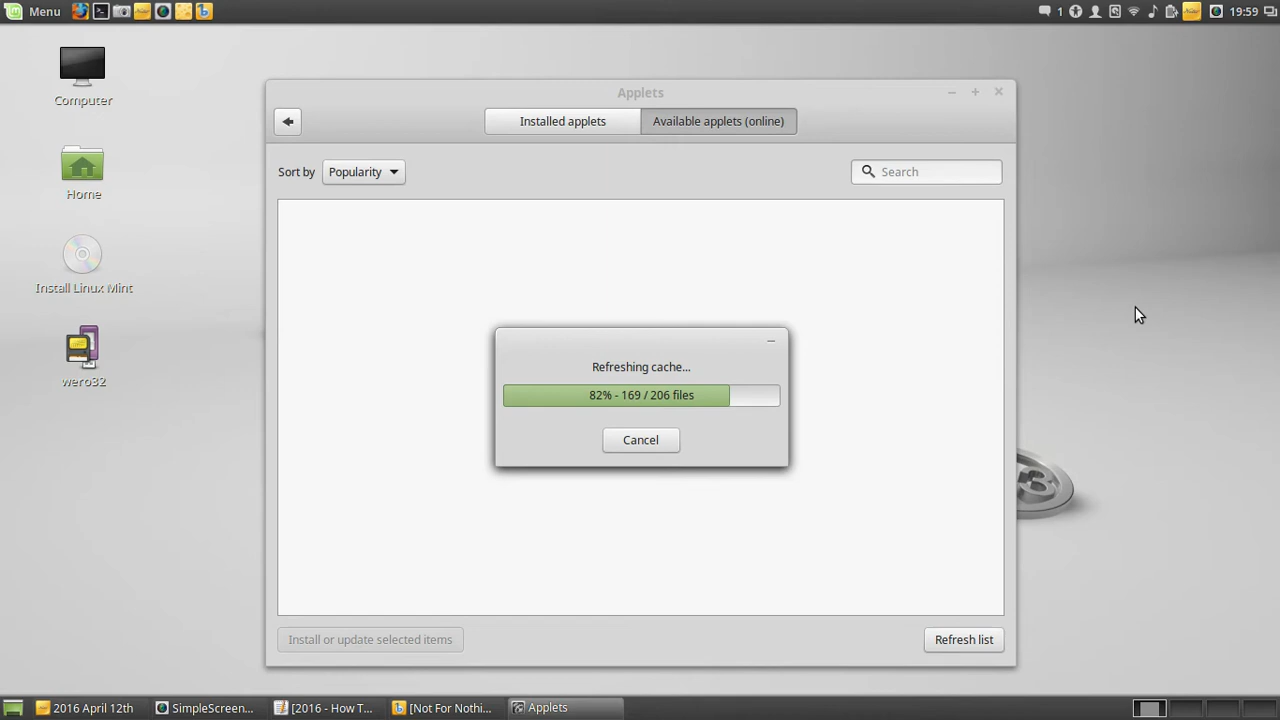 Menu
1
19:59
Computer
Home
Install Linux Mint
wero32
Applets
Installed applets
Available applets (online)
Sort by
Popularity
Search
Refreshing cache...
82% - 169 / 206 files
Cancel
Install or update selected items
Refresh list
2016 April 12th
SimpleScreen...
[2016 - How T...
[Not For Nothi...
Applets